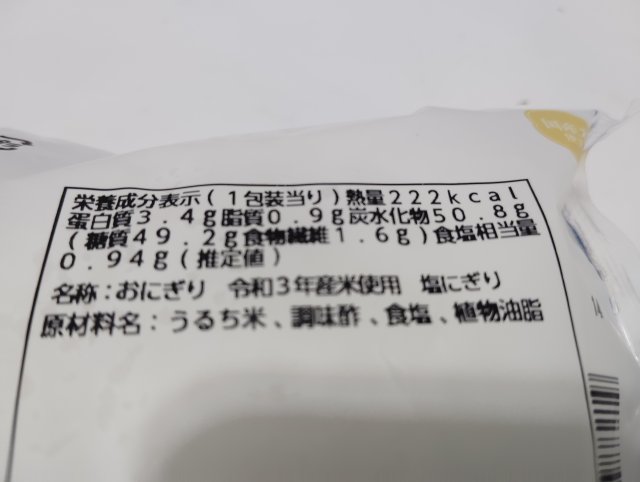 栄養成分表示(1包装当り)熱量222kcal
蛋白質3.4g脂質0.9g炭水化物50.8g
(糖質49.2g食物繊維1.6g)食塩相当量
0.94g(推定値)
名称:おにぎり 令和3年産米使用 塩にぎり
原材料名:うるち米、調味酢、食塩、植物油脂